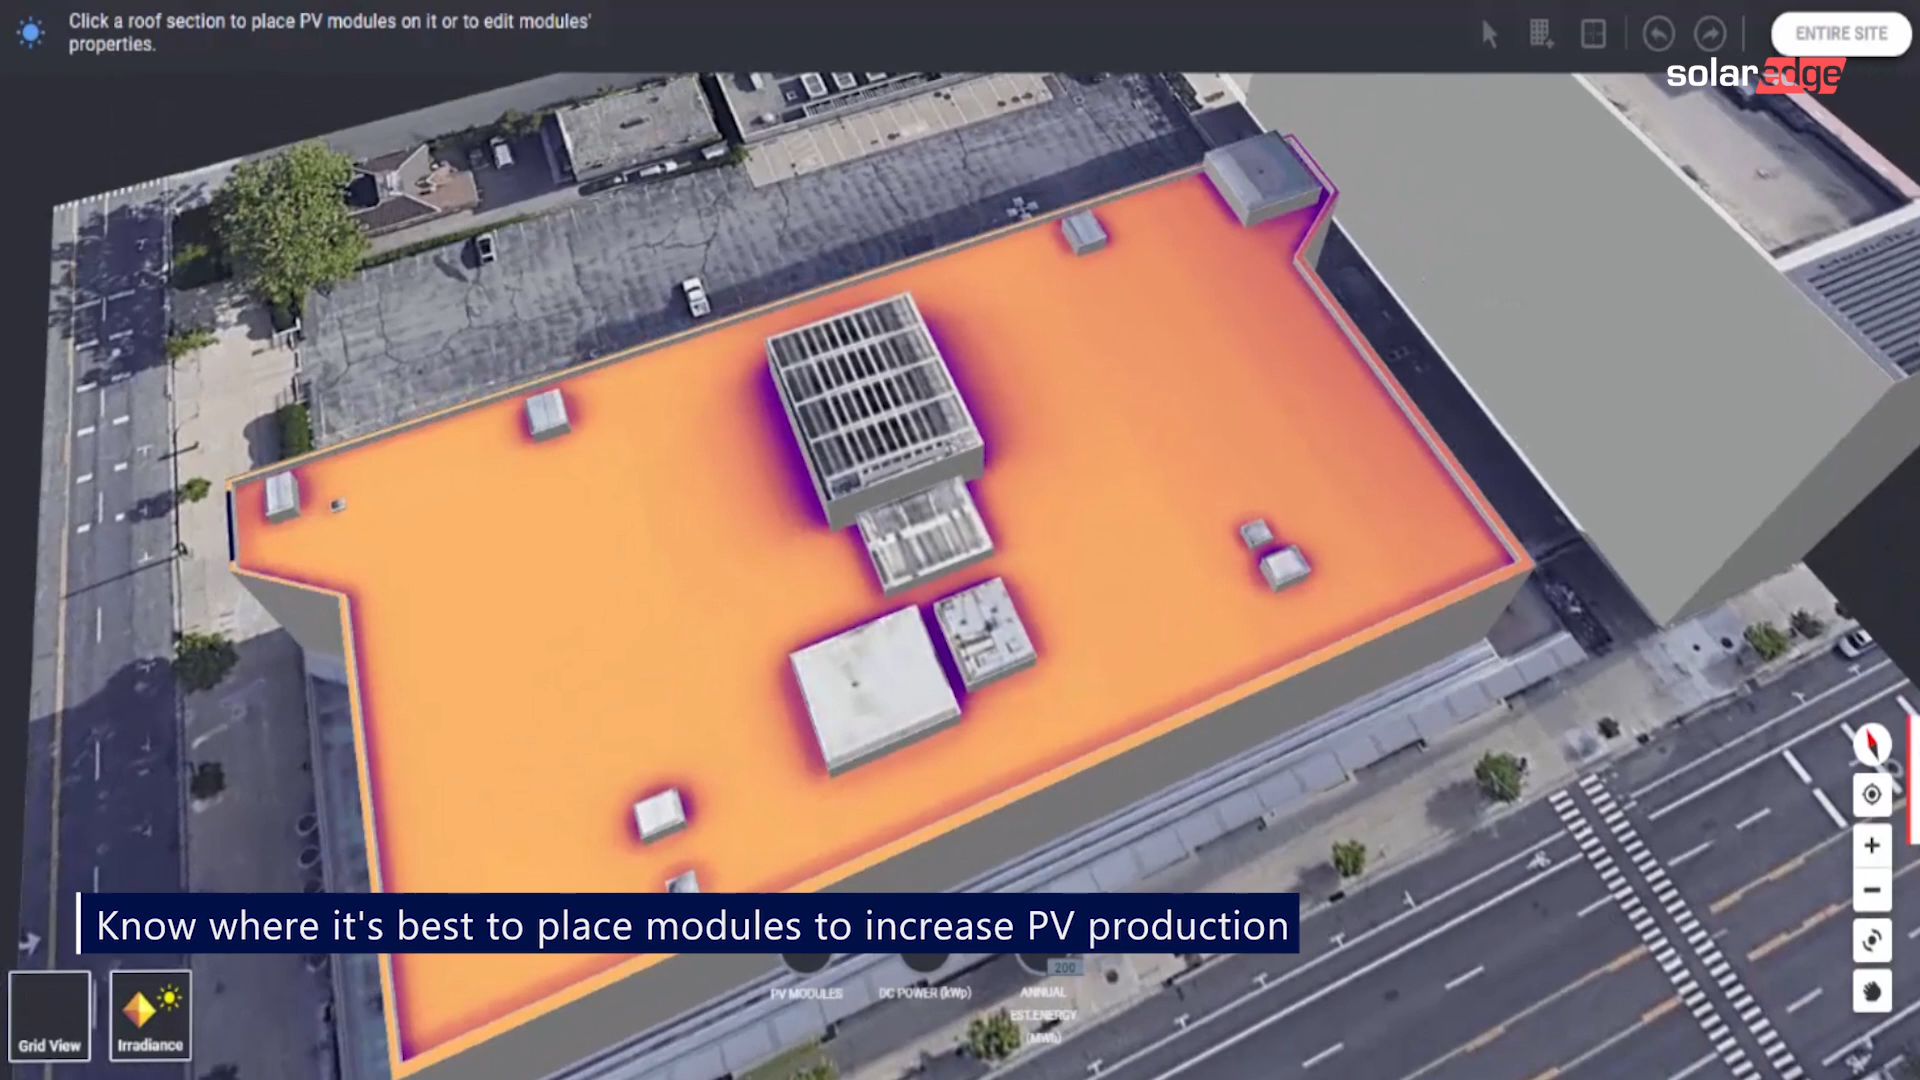 Click a roof section to place PV modules on it or to edit modules'
properties.
ENTIRE SITE
solaredge
Know where it's best to place modules to increase PV production
200
PV MODULES
DC POWER (kWp)
ANNUAL
EST.ENERGY
(MWh)
Grid View
Irradiance